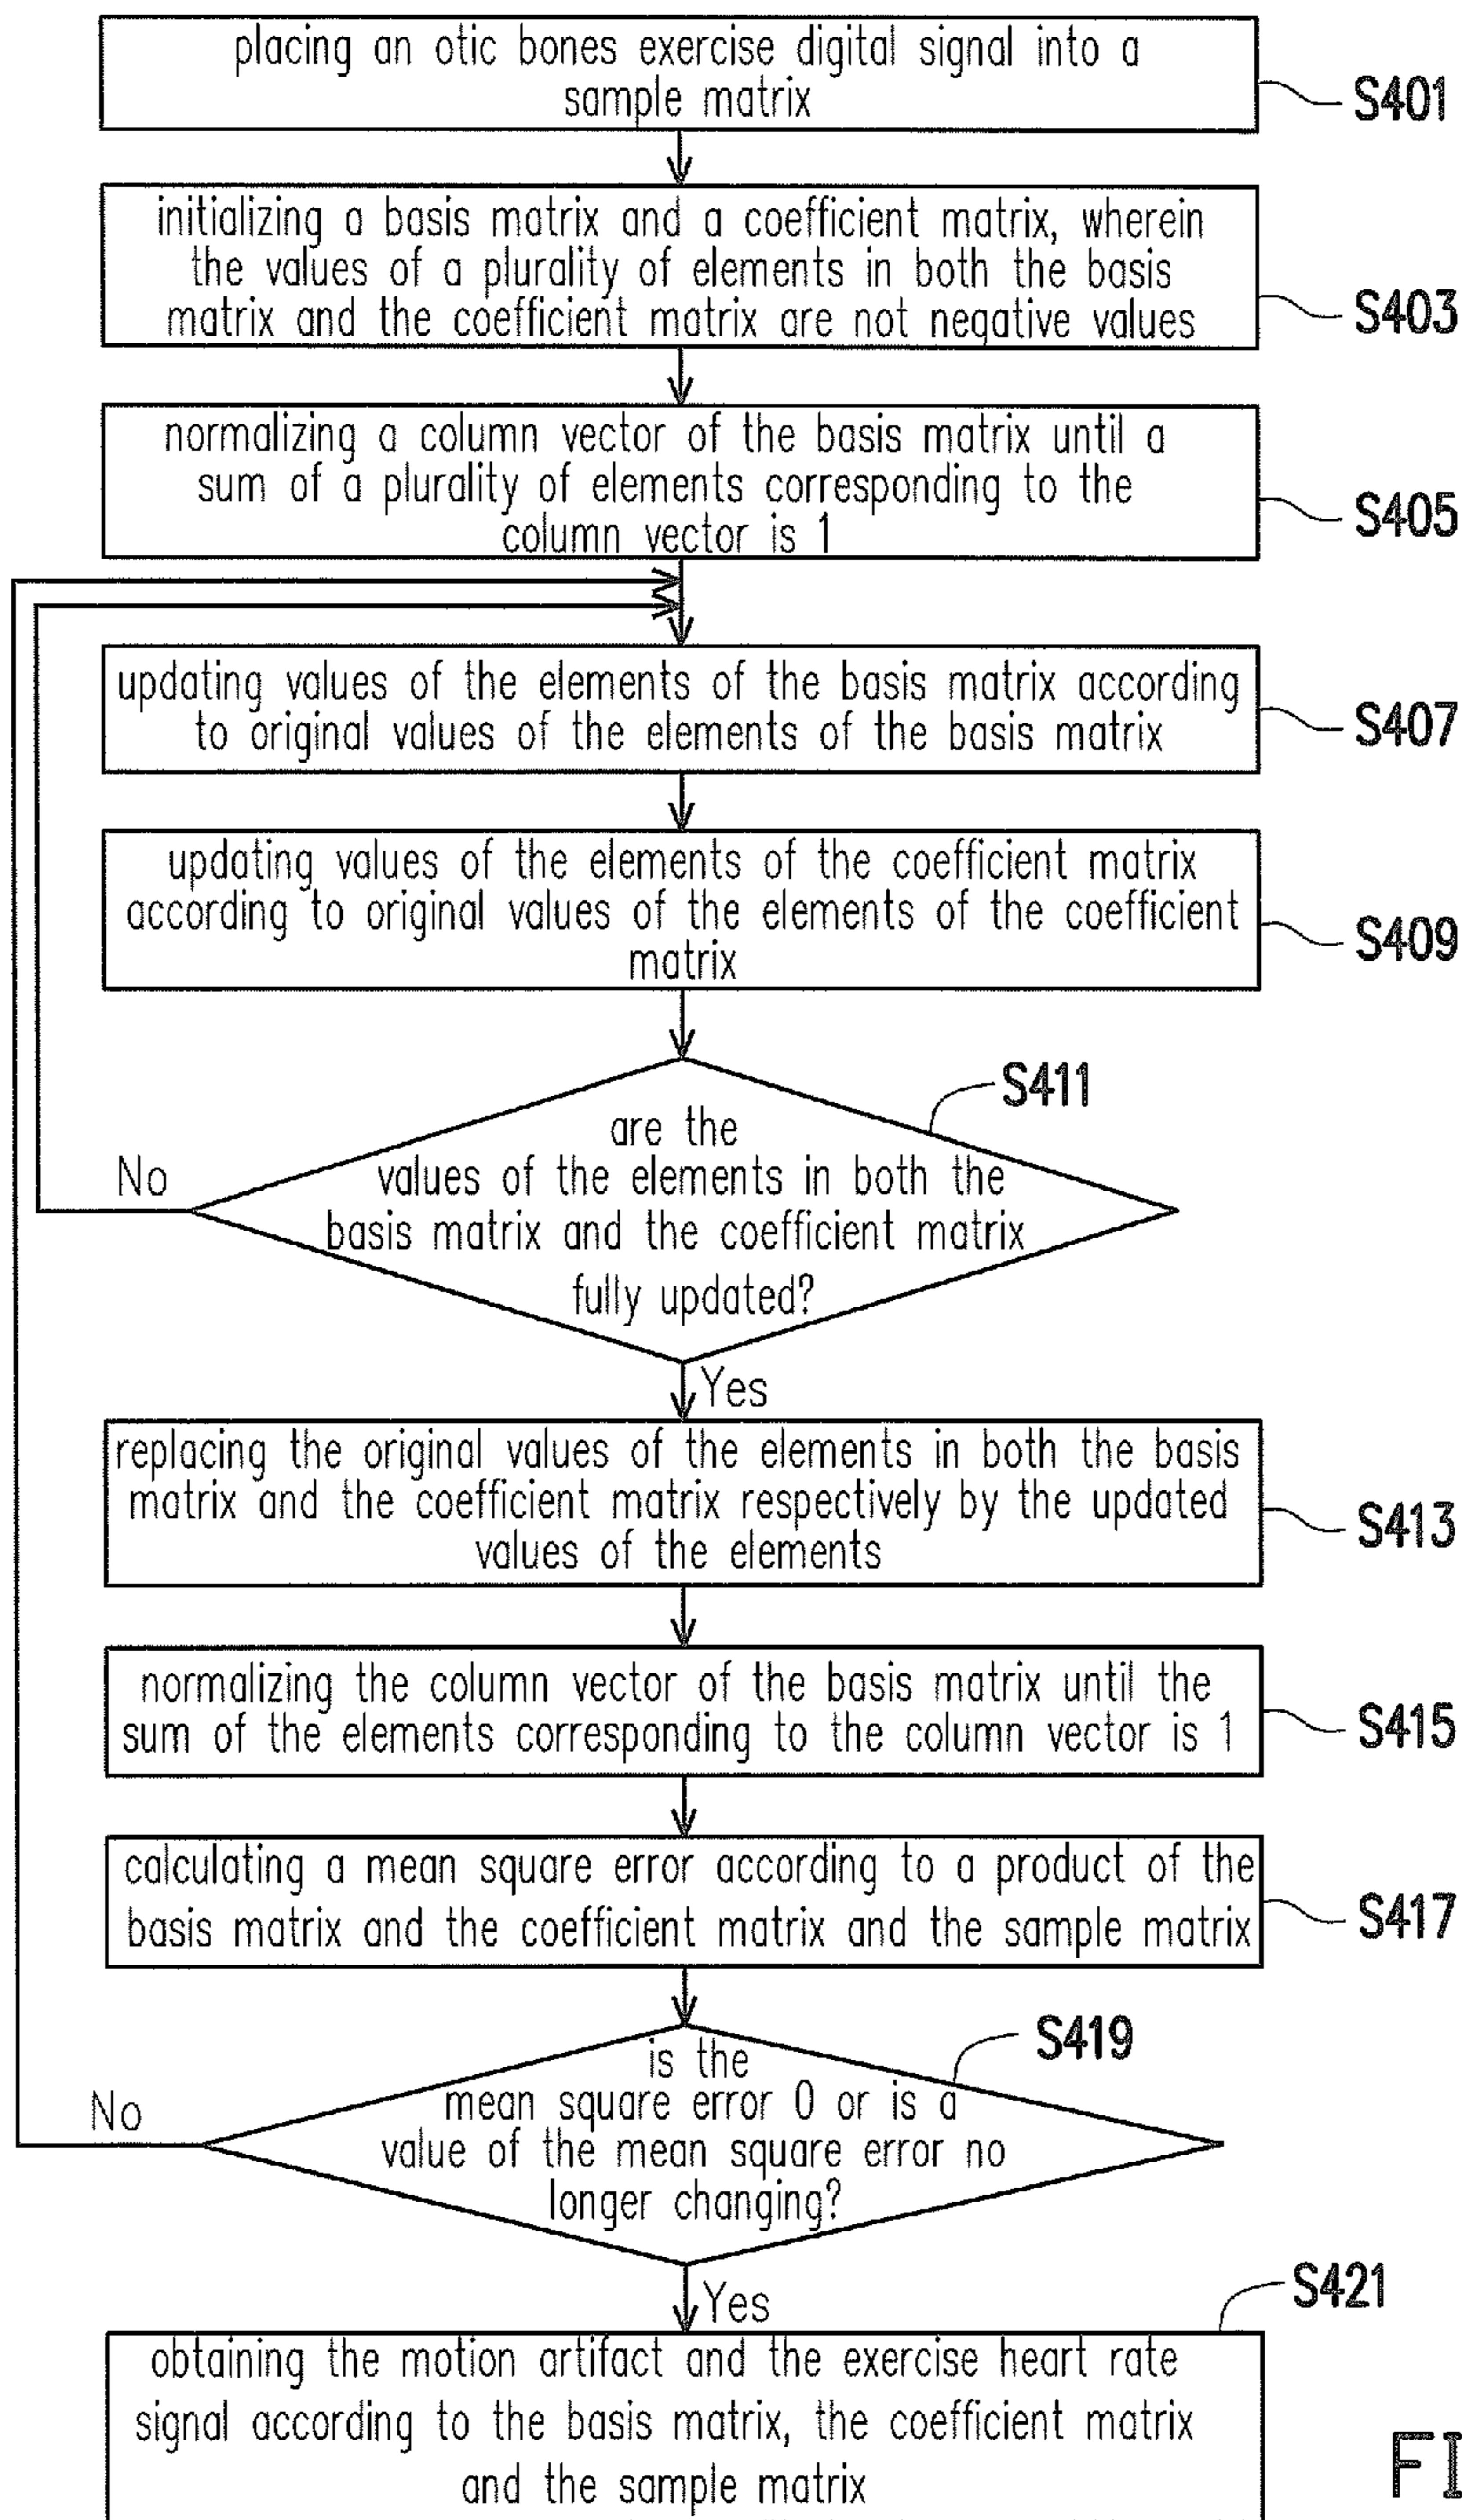 placing an otic bones exercise digital signal into a
sample matrix
S401
initializing a basis matrix and a coefficient matrix, wherein
the values of a plurality of elements in both the basis
matrix and the coefficient matrix are not negative values
S403
normalizing a column vector of the basis matrix until a
sum of a plurality of elements corresponding to the
column vector is 1
S405
updating values of the elements of the basis matrix according
to original values of the elements of the basis matrix
S407
updating values of the elements of the coefficient matrix
according to original values of the elements of the coefficient
matrix
S409
S411
are the
values of the elements in both the
basis matrix and the coefficient matrix
fully updated?
No
Yes
replacing the original values of the elements in both the basis
matrix and the coefficient matrix respectively by the updated
values of the elements
S413
normalizing the column vector of the basis matrix until the
sum of the elements corresponding to the column vector is 1
S415
calculating a mean square error according to a product of the
basis matrix and the coefficient matrix and the sample matrix
S417
S419
is the
mean square error 0 or is a
value of the mean square error no
longer changing?
No
Yes
S421
obtaining the motion artifact and the exercise heart rate
signal according to the basis matrix, the coefficient matrix
and the sample matrix